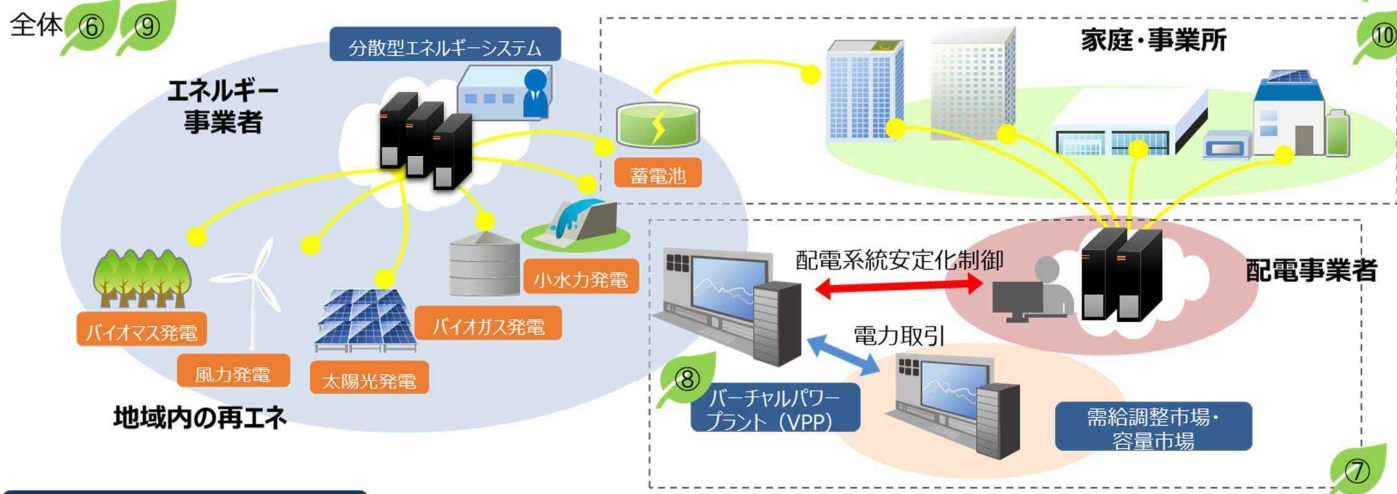 全体 ⑥ ⑨
分散型エネルギーシステム
エネルギー
事業者
蓄電池
小水力発電
バイオガス発電
バイオマス発電
風力発電
太陽光発電
地域内の再エネ
家庭・事業所
⑩
配電系統安定化制御
配電事業者
電力取引
⑧
バーチャルパワー
プラント（VPP）
需給調整市場・
容量市場
⑦